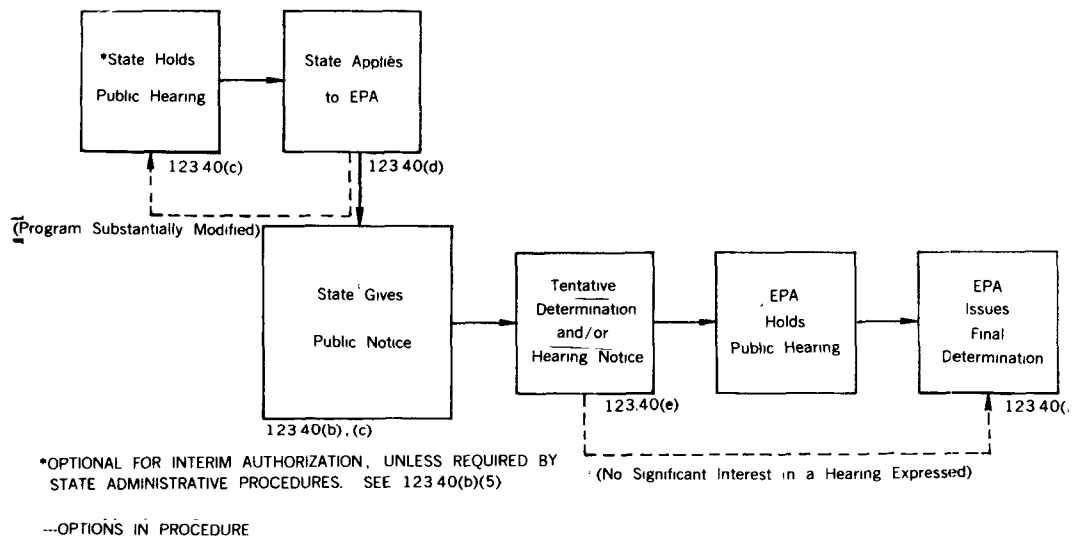 *State Holds
Public Hearing
State Applies
to EPA
123 40(c)
123 40(d)
(Program Substantially Modified)
State Gives
Public Notice
Tentative
Determination
and/or
Hearing Notice
EPA
Holds
Public Hearing
EPA
Issues
Final
Determination
123 40(b), (c)
123.40(e)
123 40(
(No Significant Interest in a Hearing Expressed)
*OPTIONAL FOR INTERIM AUTHORIZATION, UNLESS REQUIRED BY
STATE ADMINISTRATIVE PROCEDURES. SEE 123 40(b)(5)
---OPTIONS IN PROCEDURE